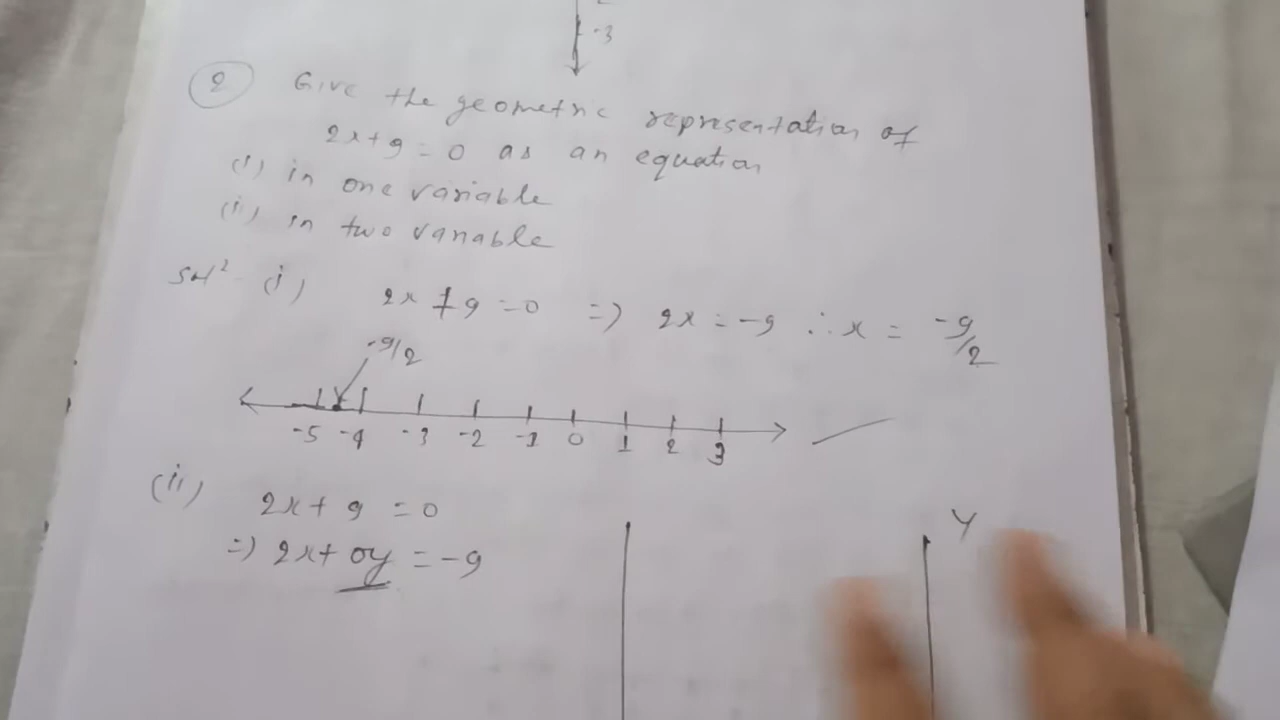 -3
2 Give the geometric representation of
2x+9=0 as an equation
(i) in one variable
(ii) in two variable
Sol² - (i) 2x+9=0 => 2x=-9 ∴ x = -9/2
-9/2
-5 -4 -3 -2 -1 0 1 2 3
(ii) 2x+9=0
=> 2x+0y=-9
Y